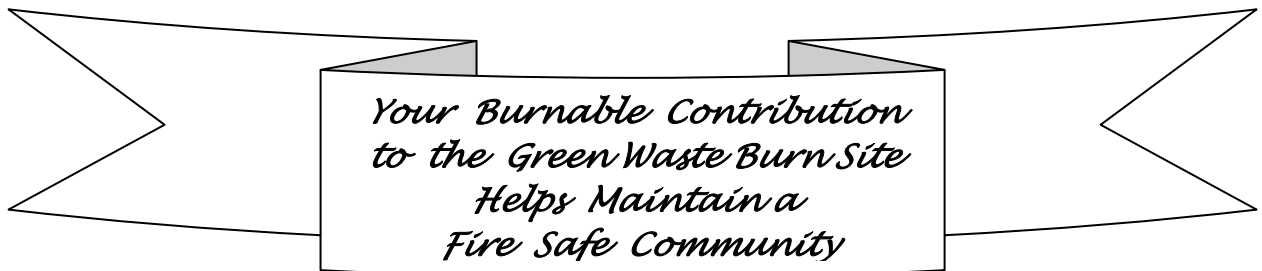 Your Burnable Contribution
to the Green Waste Burn Site
Helps Maintain a
Fire Safe Community